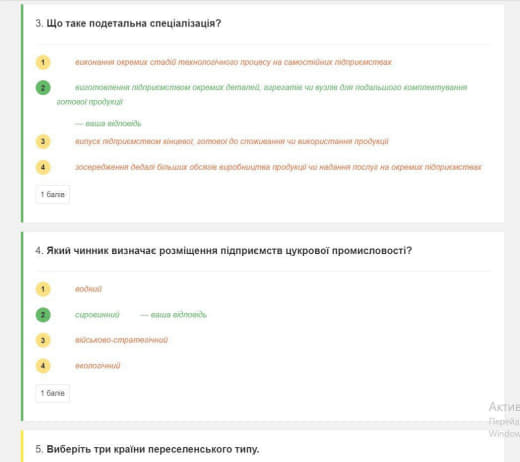 3. Що таке подетальна спеціалізація?
1 виконання окремих стадій технологічного процесу на самостійних підприємствах
2 виготовлення підприємством окремих деталей, агрегатів чи вузлів для подальшого комплектування
готової продукції
— ваша відповідь
3 випуск підприємством кінцевої, готової до споживання чи використання продукції
4 зосередження дедалі більших обсягів виробництва продукції чи надання послуг на окремих підприємствах
1 балів
4. Який чинник визначає розміщення підприємств цукрової промисловості?
1 водний
2 сировинний — ваша відповідь
3 військово-стратегічний
4 екологічний
1 балів
Актив
Перейд
Window
5. Виберіть три країни переселенського типу.